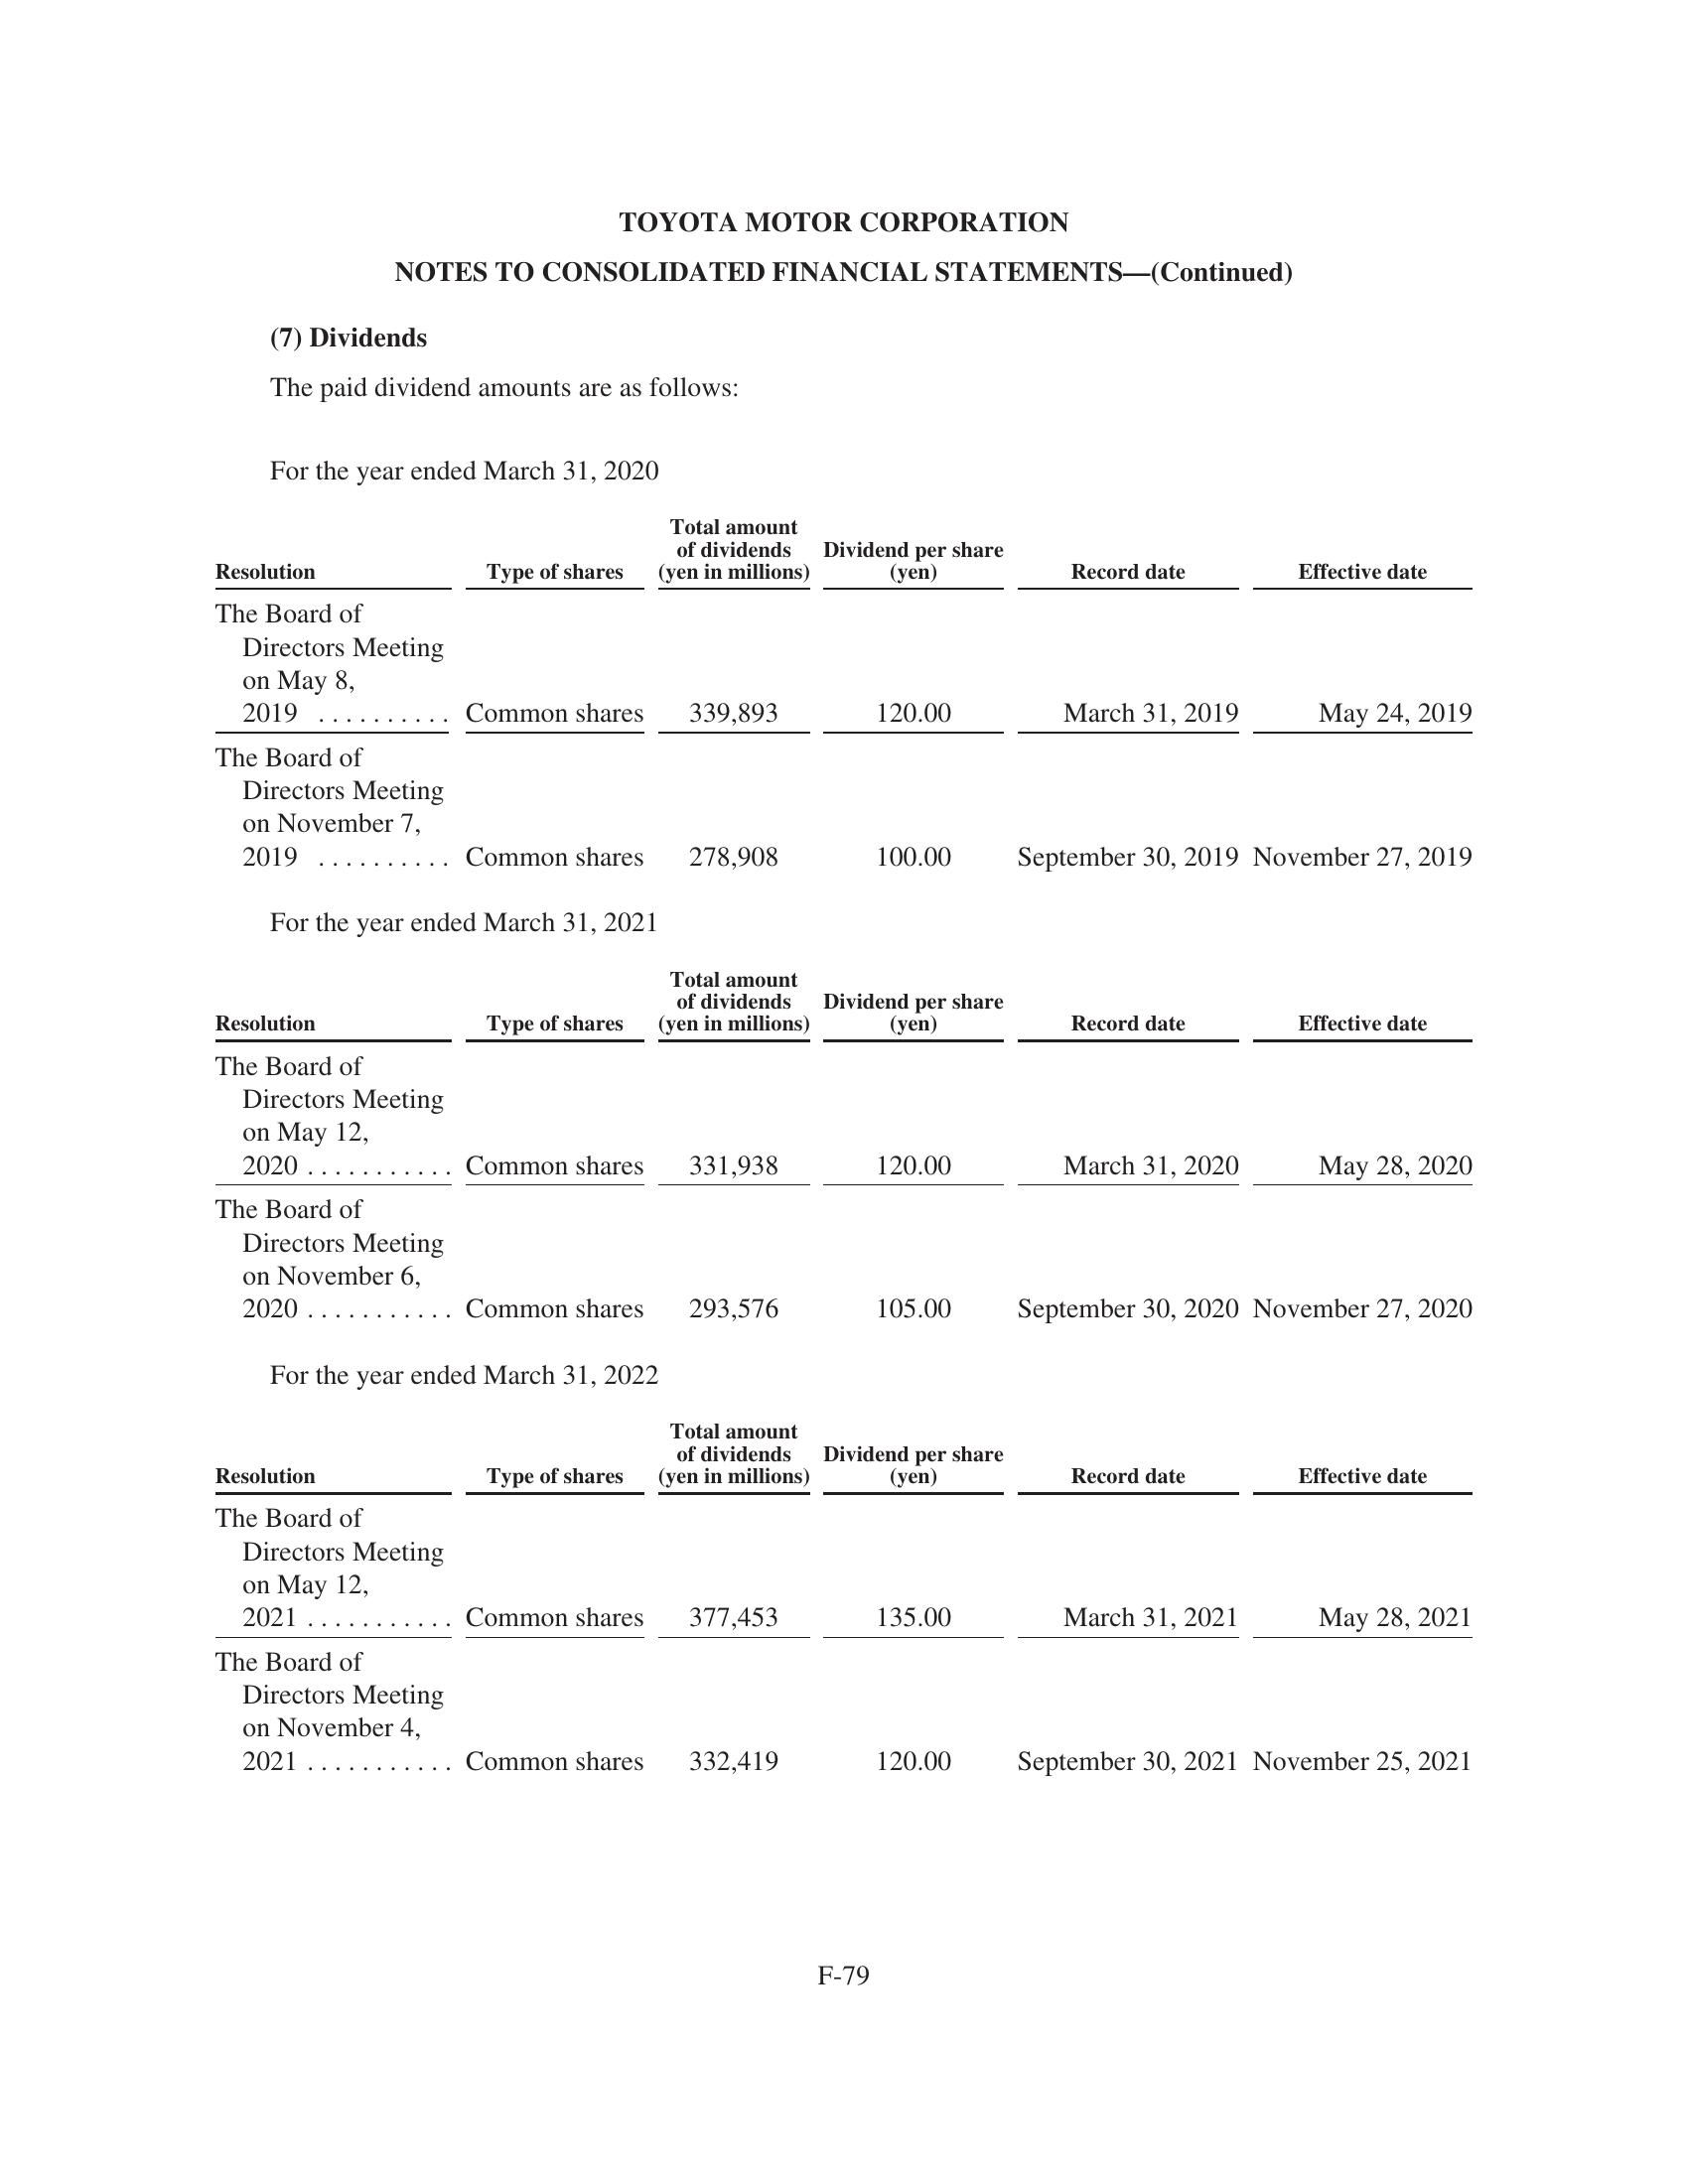 TOYOTA MOTOR CORPORATION
NOTES TO CONSOLIDATED FINANCIAL STATEMENTS—(Continued)
(7) Dividends
The paid dividend amounts are as follows:
For the year ended March 31, 2020
Total amount
of dividends Dividend per share
Resolution Type of shares (yen in millions) (yen) Record date Effective date
The Board of
Directors Meeting
on May 8,
2019 .......... Common shares 339,893 120.00 March 31, 2019 May 24, 2019
The Board of
Directors Meeting
on November 7,
2019 .......... Common shares 278,908 100.00 September 30, 2019 November 27, 2019
For the year ended March 31, 2021
Total amount
of dividends Dividend per share
Resolution Type of shares (yen in millions) (yen) Record date Effective date
The Board of
Directors Meeting
on May 12,
2020 ........... Common shares 331,938 120.00 March 31, 2020 May 28, 2020
The Board of
Directors Meeting
on November 6,
2020 ........... Common shares 293,576 105.00 September 30, 2020 November 27, 2020
For the year ended March 31, 2022
Total amount
of dividends Dividend per share
Resolution Type of shares (yen in millions) (yen) Record date Effective date
The Board of
Directors Meeting
on May 12,
2021 ........... Common shares 377,453 135.00 March 31, 2021 May 28, 2021
The Board of
Directors Meeting
on November 4,
2021 ........... Common shares 332,419 120.00 September 30, 2021 November 25, 2021
F-79